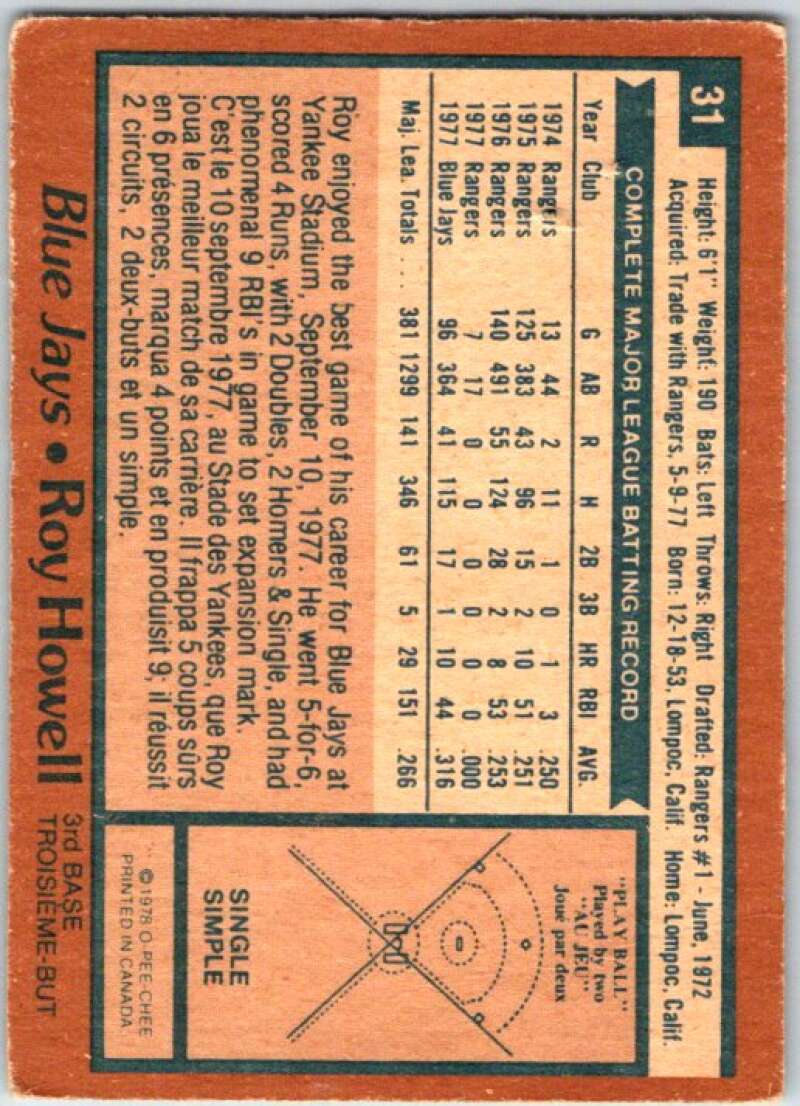 31
Height: 6'1" Weight: 190 Bats: Left Throws: Right Drafted: Rangers #1 - June, 1972
Acquired: Trade with Rangers, 5-9-77 Born: 12-18-53, Lompoc, Calif. Home: Lompoc, Calif.
COMPLETE MAJOR LEAGUE BATTING RECORD
Year Club G AB R H 2B 3B HR RBI AVG.
1974 Rangers 13 44 2 11 1 0 1 3 .250
1975 Rangers 125 383 43 96 15 2 10 51 .251
1976 Rangers 140 491 55 124 28 2 8 53 .253
1977 Rangers 7 17 0 0 0 0 0 0 .000
1977 Blue Jays 96 364 41 115 17 1 10 44 .316
Maj. Lea. Totals . . . 381 1299 141 346 61 5 29 151 .266
Roy enjoyed the best game of his career for Blue Jays at
Yankee Stadium, September 10, 1977. He went 5-for-6,
scored 4 Runs, with 2 Doubles, 2 Homers & Single, and had
phenomenal 9 RBI's in game to set expansion mark.
C'est le 10 septembre 1977, au Stade des Yankees, que Roy
joua le meilleur match de sa carrière. Il frappa 5 coups sûrs
en 6 présences, marqua 4 points et en produisit 9; il réussit
2 circuits, 2 deux-buts et un simple.
"PLAY BALL"
Played by two
"AU JEU"
Joué par deux
SINGLE
SIMPLE
©1978 O-PEE-CHEE
PRINTED IN CANADA
Blue Jays • Roy Howell
3rd BASE
TROISIÈME-BUT